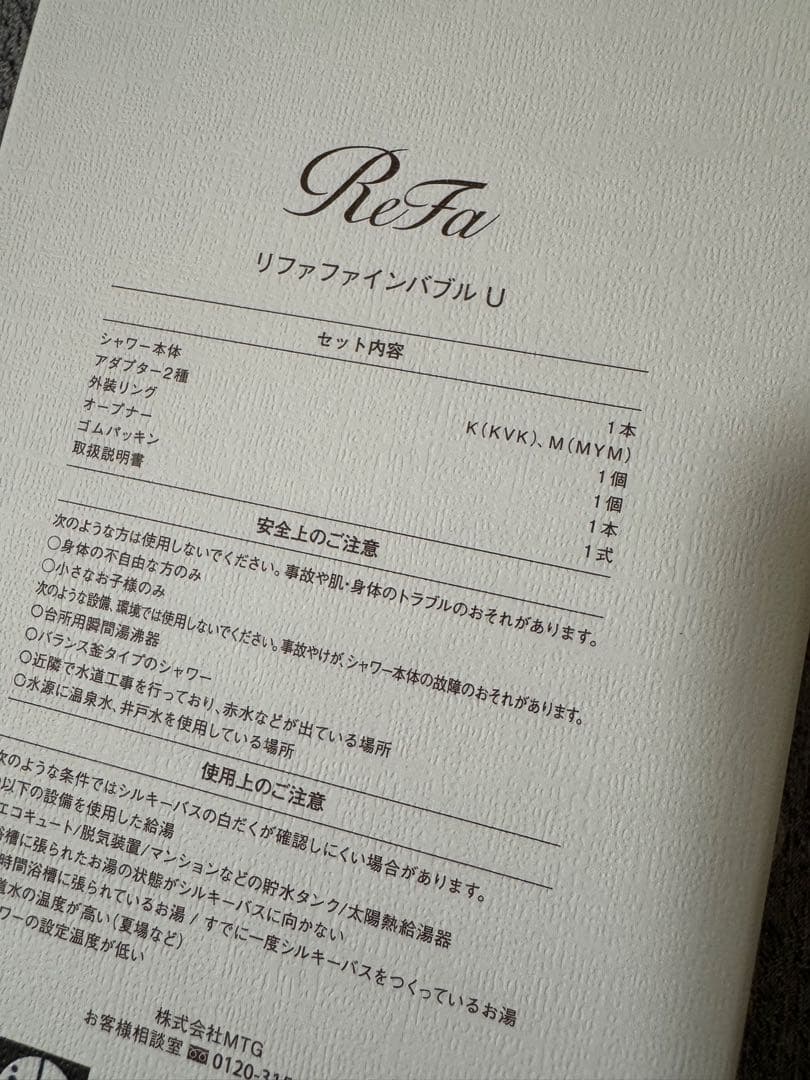 ReFa
リファファインバブル U
セット内容
シャワー本体 1本
アダプター2種 K(KVK)、M(MYM)
外装リング 1個
オープナー 1個
ゴムパッキン 1本
取扱説明書 1式
安全上のご注意
次のような方は使用しないでください。事故や肌・身体のトラブルのおそれがあります。
○身体の不自由な方のみ
○小さなお子様のみ
次のような設備、環境では使用しないでください。事故やけが、シャワー本体の故障のおそれがあります。
○台所用瞬間湯沸器
○バランス釜タイプのシャワー
○近隣で水道工事を行っており、赤水などが出ている場所
○水源に温泉水、井戸水を使用している場所
使用上のご注意
次のような条件ではシルキーバスの白だくが確認しにくい場合があります。
○以下の設備を使用した給湯
エコキュート/脱気装置/マンションなどの貯水タンク/太陽熱給湯器
浴槽に張られたお湯の状態がシルキーバスに向かない
時間浴槽に張られているお湯 / すでに一度シルキーバスをつくっているお湯
道水の温度が高い(夏場など)
ワーの設定温度が低い
株式会社MTG
お客様相談室 0120-315